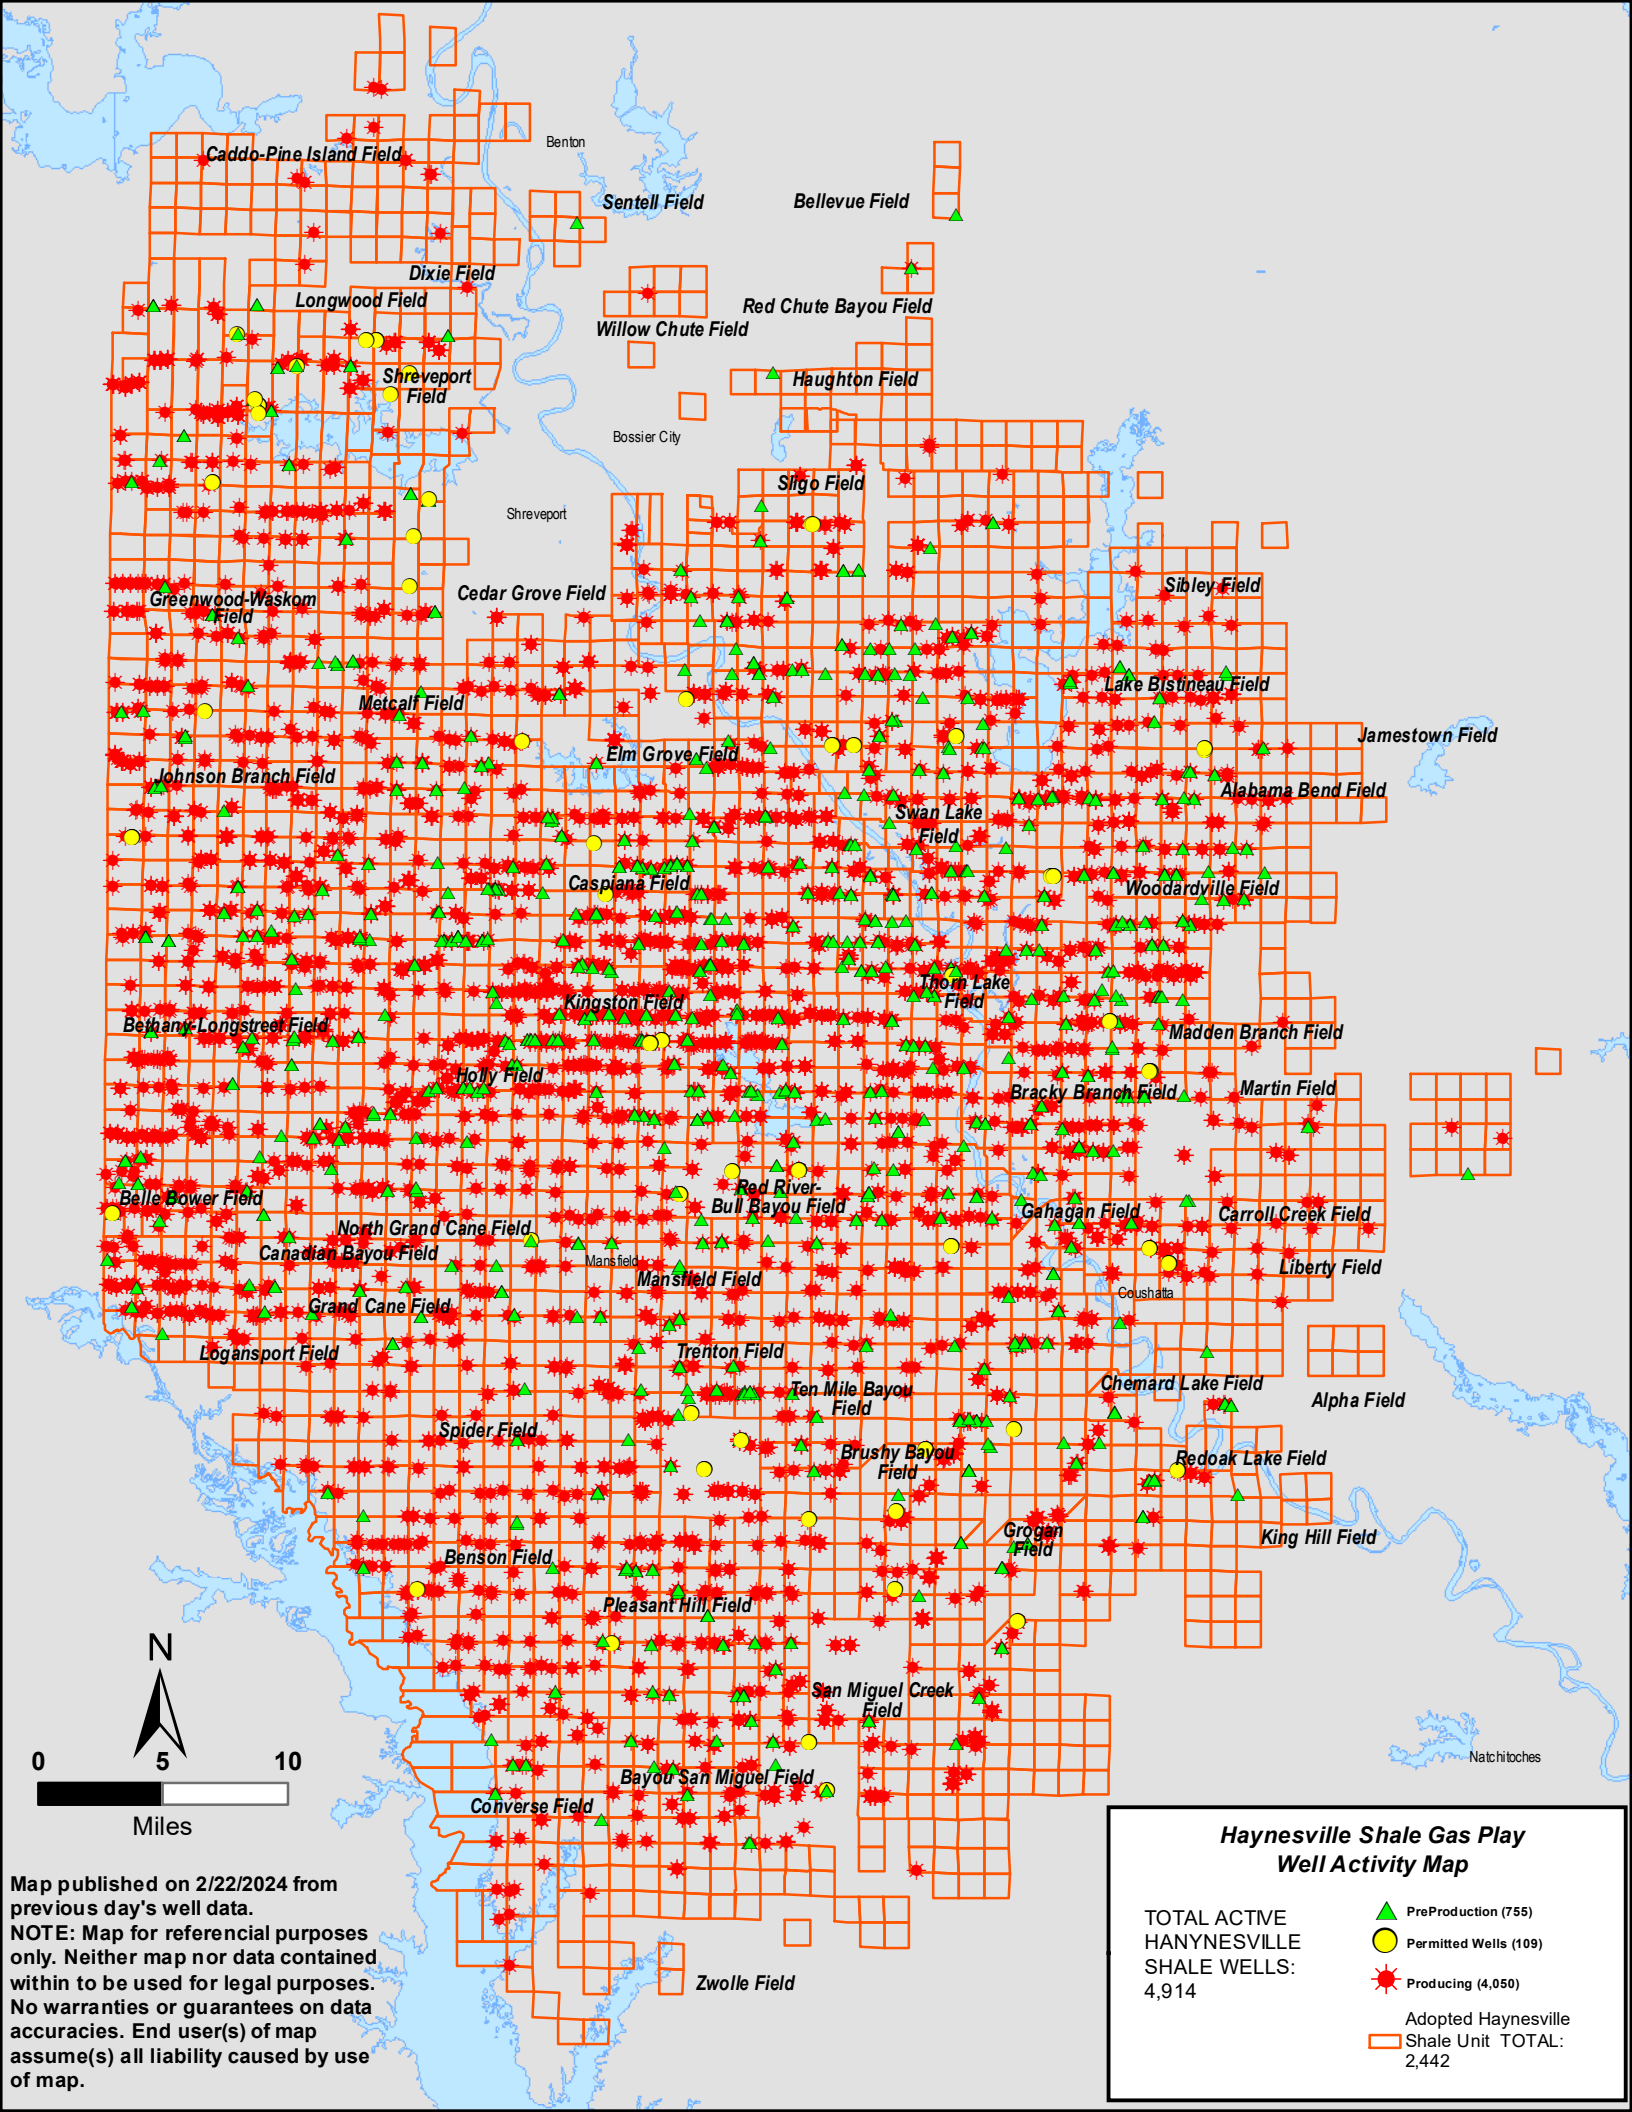 Benton
Caddo-Pine Island Field
Sentell Field
Bellevue Field
Dixie Field
Longwood Field
Red Chute Bayou Field
Willow Chute Field
Shreveport
Field
Haughton Field
Bossier City
Sligo Field
Shreveport
Greenwood-Waskom
Field
Cedar Grove Field
Sibley Field
Metcalf Field
Lake Bistineau Field
Elm Grove Field
Jamestown Field
Johnson Branch Field
Alabama Bend Field
Swan Lake
Field
Caspiana Field
Woodardville Field
Thorn Lake
Field
Kingston Field
Bethany-Longstreet Field
Madden Branch Field
Holly Field
Bracky Branch Field
Martin Field
Belle Bower Field
Red River-
Bull Bayou Field
Gahagan Field
Carroll Creek Field
North Grand Cane Field
Canadian Bayou Field
Mansfield
Mansfield Field
Liberty Field
Coushatta
Grand Cane Field
Logansport Field
Trenton Field
Ten Mile Bayou
Field
Chemard Lake Field
Alpha Field
Spider Field
Brushy Bayou
Field
Redoak Lake Field
Grogan
Field
King Hill Field
Benson Field
Pleasant Hill Field
San Miguel Creek
Field
Natchitoches
Bayou San Miguel Field
Converse Field
Zwolle Field
N
0 5 10
Miles
Map published on 2/22/2024 from
previous day's well data.
NOTE: Map for referencial purposes
only. Neither map nor data contained
within to be used for legal purposes.
No warranties or guarantees on data
accuracies. End user(s) of map
assume(s) all liability caused by use
of map.
Haynesville Shale Gas Play
Well Activity Map
TOTAL ACTIVE
HANYNESVILLE
SHALE WELLS:
4,914
PreProduction (755)
Permitted Wells (109)
Producing (4,050)
Adopted Haynesville
Shale Unit TOTAL:
2,442